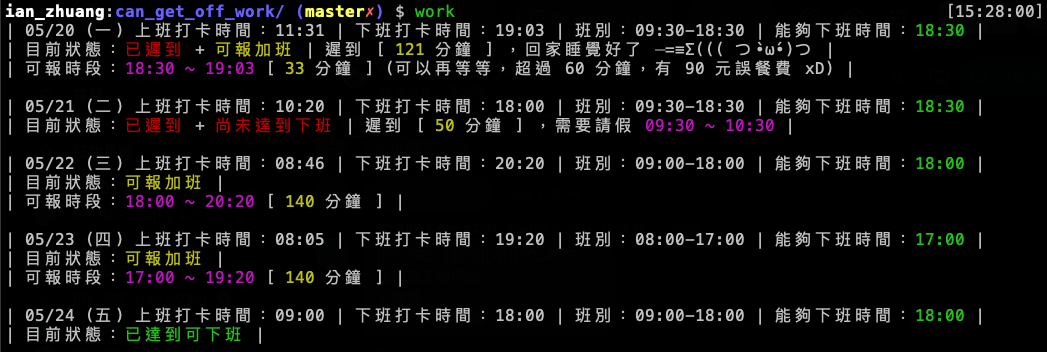 ian_zhuang:can_get_off_work/ (master✗) $ work [15:28:00]
| 05/20 (一) 上班打卡時間：11:31 | 下班打卡時間：19:03 | 班別：09:30-18:30 | 能夠下班時間：18:30 |
| 目前狀態：已遲到 + 可報加班 | 遲到 [ 121 分鐘 ] ，回家睡覺好了 ─=≡Σ((( つ•̀ω•́)つ |
| 可報時段：18:30 ~ 19:03 [ 33 分鐘 ] (可以再等等，超過 60 分鐘，有 90 元誤餐費 xD) |
| 05/21 (二) 上班打卡時間：10:20 | 下班打卡時間：18:00 | 班別：09:30-18:30 | 能夠下班時間：18:30 |
| 目前狀態：已遲到 + 尚未達到下班 | 遲到 [ 50 分鐘 ] ，需要請假 09:30 ~ 10:30 |
| 05/22 (三) 上班打卡時間：08:46 | 下班打卡時間：20:20 | 班別：09:00-18:00 | 能夠下班時間：18:00 |
| 目前狀態：可報加班 |
| 可報時段：18:00 ~ 20:20 [ 140 分鐘 ] |
| 05/23 (四) 上班打卡時間：08:05 | 下班打卡時間：19:20 | 班別：08:00-17:00 | 能夠下班時間：17:00 |
| 目前狀態：可報加班 |
| 可報時段：17:00 ~ 19:20 [ 140 分鐘 ] |
| 05/24 (五) 上班打卡時間：09:00 | 下班打卡時間：18:00 | 班別：09:00-18:00 | 能夠下班時間：18:00 |
| 目前狀態：已達到可下班 |